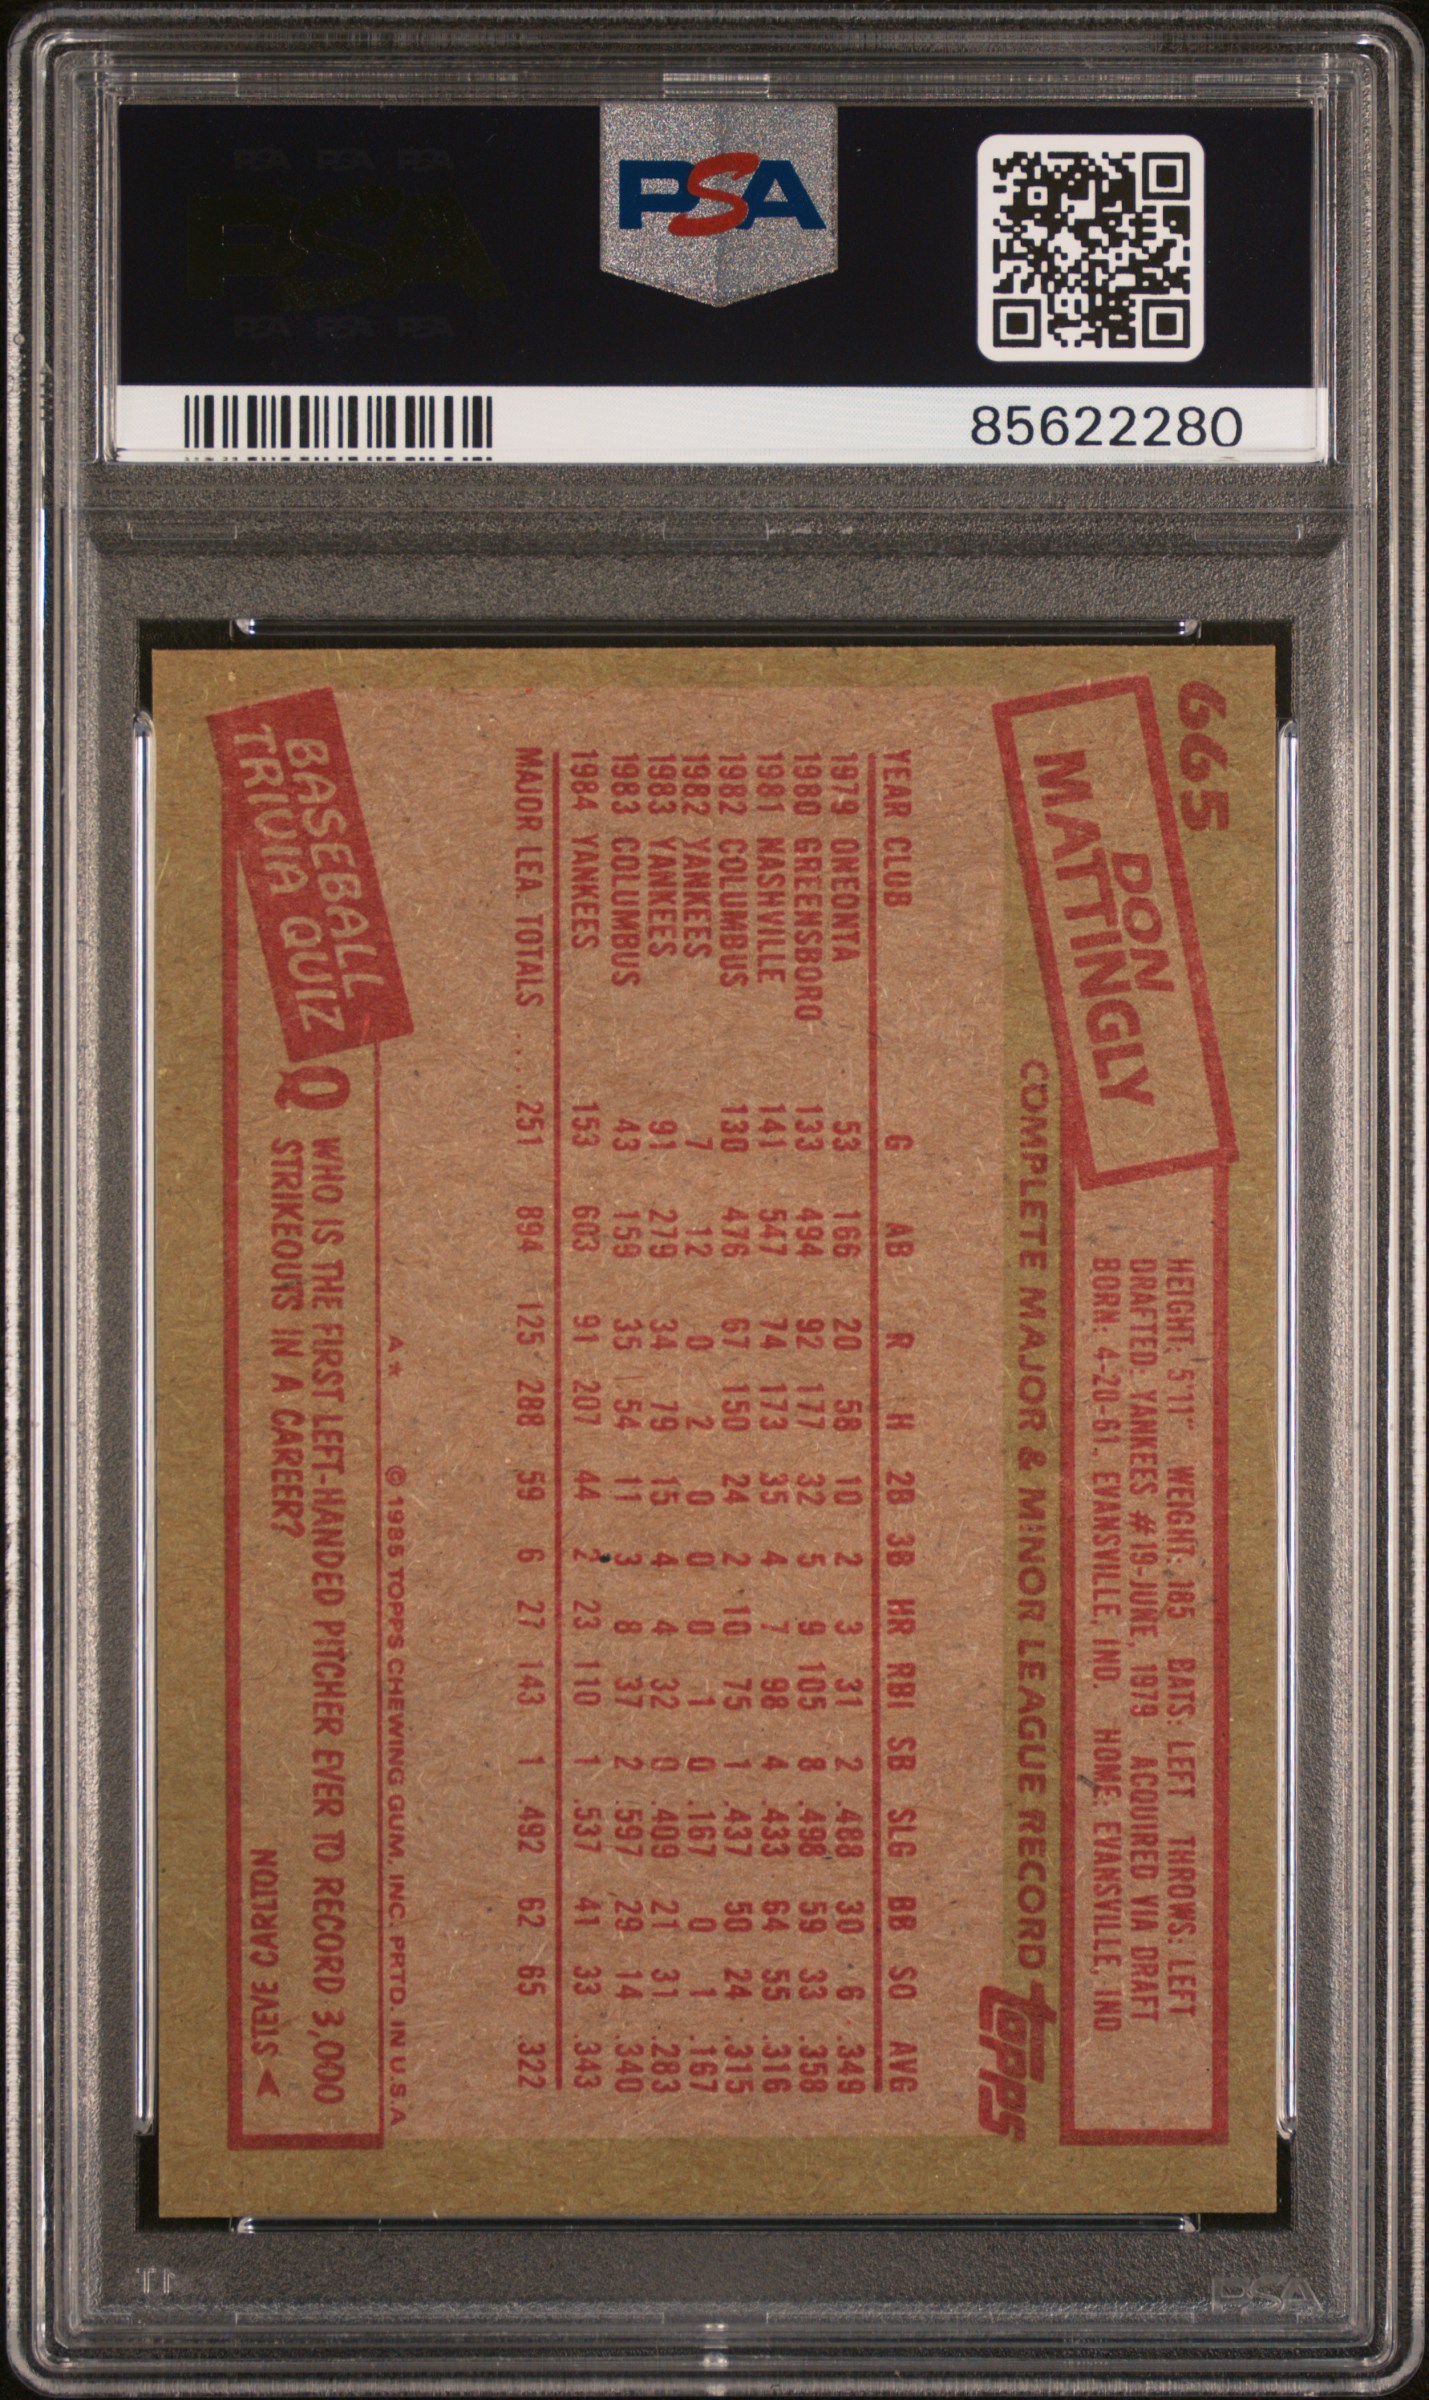 PSA PSA PSA
PSA
PSA PSA PSA
PSA
85622280
665
DON
MATTINGLY
HEIGHT: 5'11" WEIGHT: 185 BATS: LEFT THROWS: LEFT
DRAFTED: YANKEES #19-JUNE, 1979 ACQUIRED VIA DRAFT
BORN: 4-20-61, EVANSVILLE, IND. HOME: EVANSVILLE, IND
COMPLETE MAJOR & MINOR LEAGUE RECORD
topps
YEAR CLUB G AB R H 2B 3B HR RBI SB SLG BB SO AVG
1979 ONEONTA 53 166 20 58 10 2 3 31 2 .488 30 6 .349
1980 GREENSBORO 133 494 92 177 32 5 9 105 8 .498 59 33 .358
1981 NASHVILLE 141 547 74 173 35 4 7 98 4 .433 64 55 .316
1982 COLUMBUS 130 476 67 150 24 2 10 75 1 .437 50 24 .315
1982 YANKEES 7 12 0 2 0 0 0 1 0 .167 0 1 .167
1983 YANKEES 91 279 34 79 15 4 4 32 0 .409 21 31 .283
1983 COLUMBUS 43 159 35 54 11 3 8 37 2 .597 29 14 .340
1984 YANKEES 153 603 91 207 44 2 23 110 1 .537 41 33 .343
MAJOR LEA. TOTALS .... 251 894 125 288 59 6 27 143 1 .492 62 65 .322
A* © 1985 TOPPS CHEWING GUM, INC. PRTD. IN U.S.A
BASEBALL
TRIVIA QUIZ
Q WHO IS THE FIRST LEFT-HANDED PITCHER EVER TO RECORD 3,000
STRIKEOUTS IN A CAREER?
STEVE CARLTON
PSA